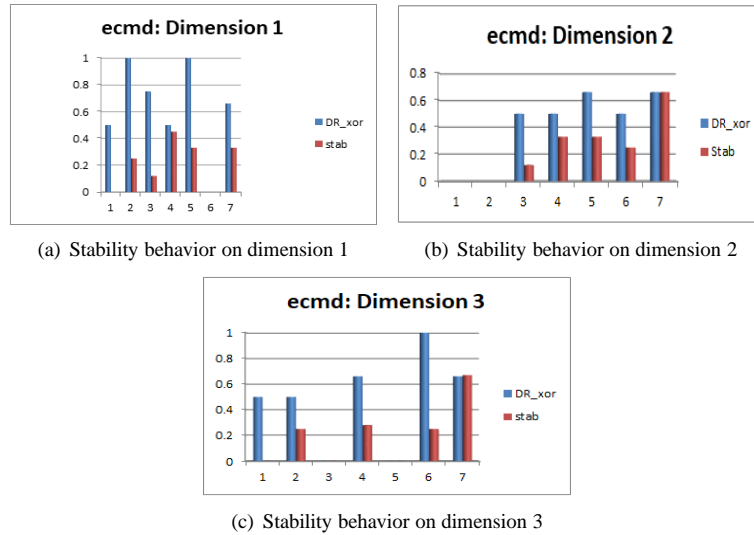 ecmd: Dimension 1
1
0.8
0.6
0.4
0.2
0
1 2 3 4 5 6 7
DR_xor
stab
(a) Stability behavior on dimension 1
ecmd: Dimension 2
0.8
0.6
0.4
0.2
0
1 2 3 4 5 6 7
DR_xor
Stab
(b) Stability behavior on dimension 2
ecmd: Dimension 3
1
0.8
0.6
0.4
0.2
0
1 2 3 4 5 6 7
DR_xor
stab
(c) Stability behavior on dimension 3